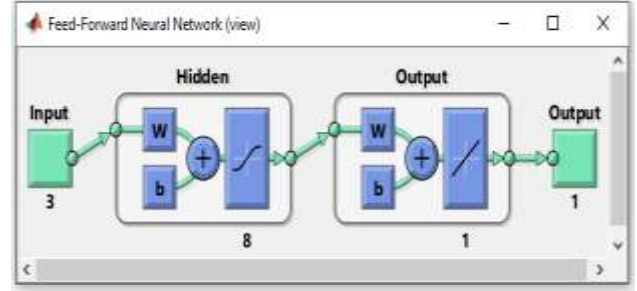 Feed-Forward Neural Network (view)
Hidden Output
Input Output
W W
b b
3 1
8 1